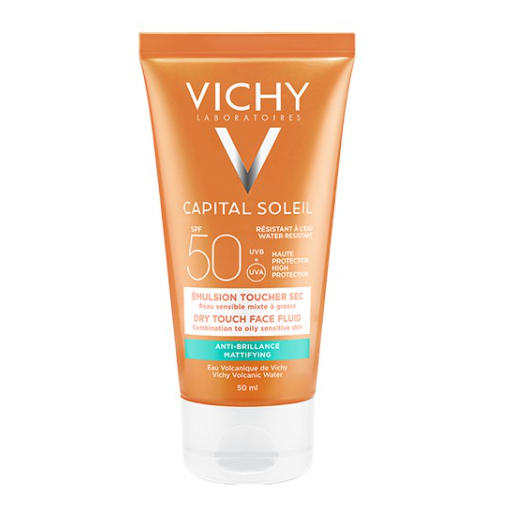 VICHY
LABORATOIRES
CAPITAL SOLEIL
SPF
50
UVB
+
UVA
RÉSISTANT À L'EAU
WATER RESISTANT
HAUTE
PROTECTION
HIGH
PROTECTION
ÉMULSION TOUCHER SEC
Peau sensible mixte à grasse
DRY TOUCH FACE FLUID
Combination to oily sensitive skin
ANTI-BRILLANCE
MATTIFYING
Eau Volcanique de Vichy
Vichy Volcanic Water
50 ml